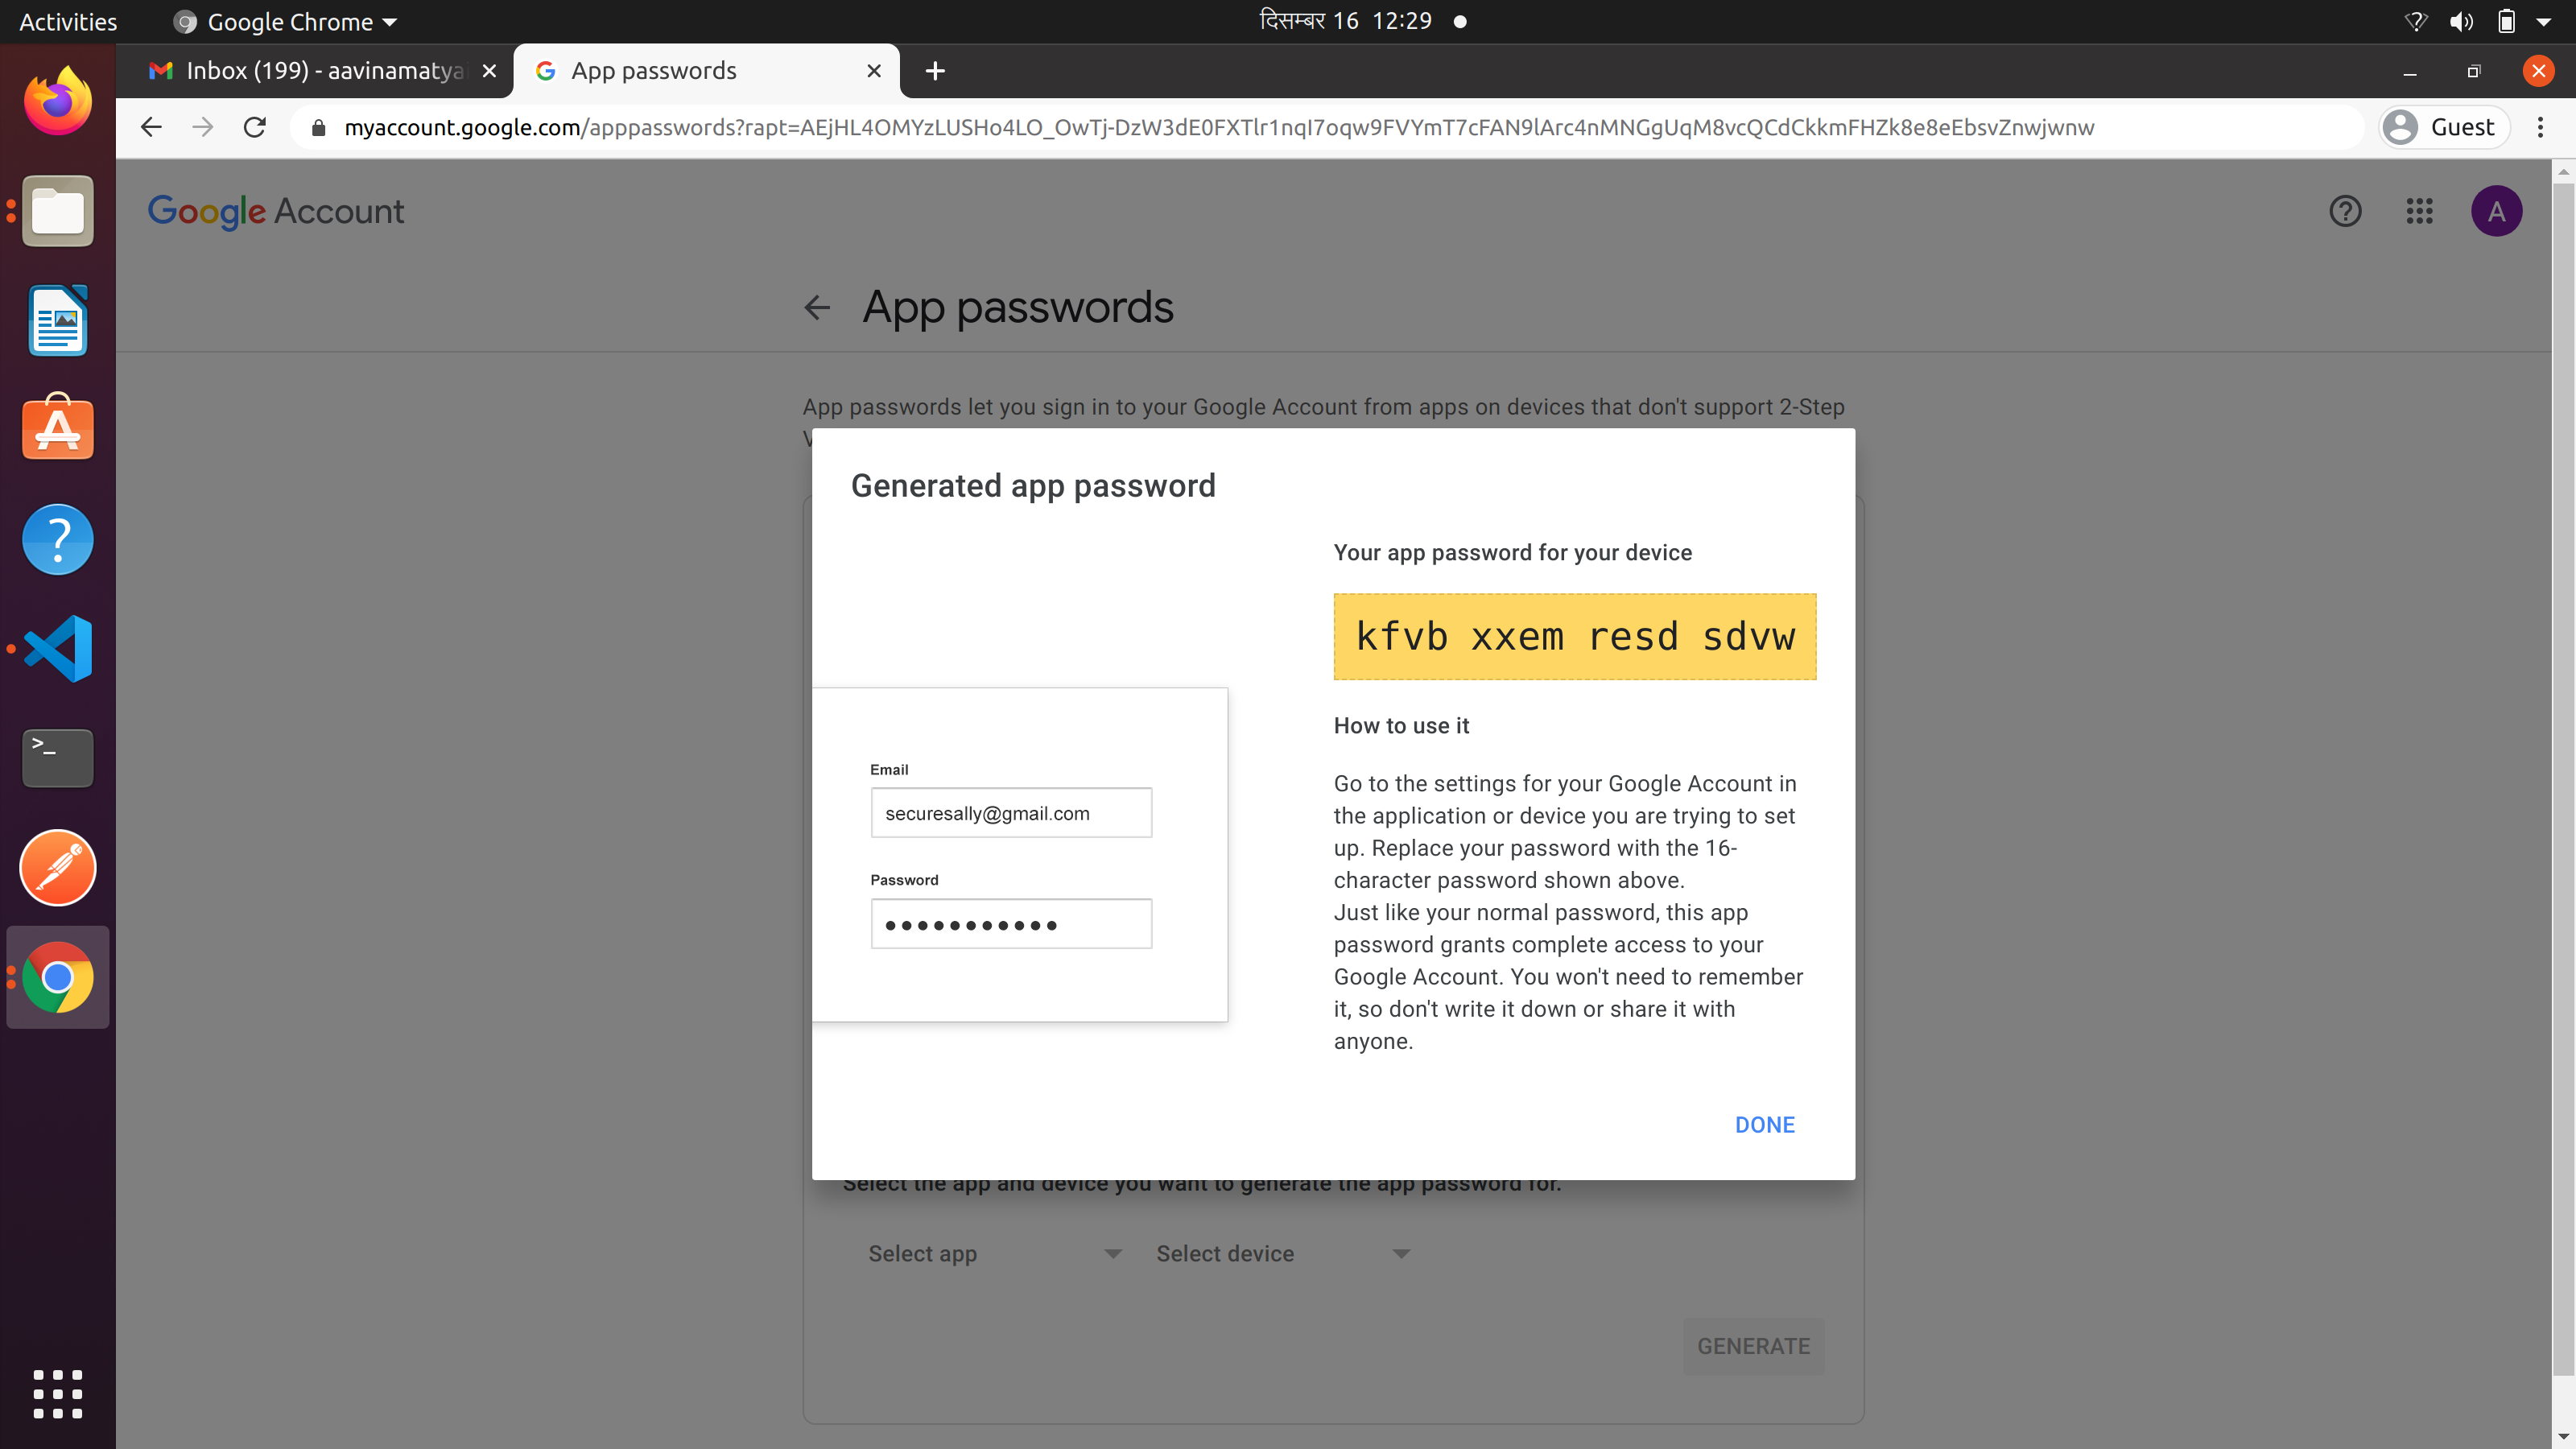 Activities
Google Chrome
दिसम्बर 16 12:29
Inbox (199) - aavinamatya
App passwords
myaccount.google.com/apppasswords?rapt=AEjHL4OMYzLUSHo4LO_OwTj-DzW3dE0FXTlr1nqI7oqw9FVYmT7cFAN9lArc4nMNGgUqM8vcQCdCkkmFHZk8e8eEbsvZnwjwnw
Guest
Google Account
A
App passwords
App passwords let you sign in to your Google Account from apps on devices that don't support 2-Step
Generated app password
Your app password for your device
kfvb xxem resd sdvw
How to use it
Go to the settings for your Google Account in
the application or device you are trying to set
up. Replace your password with the 16-
character password shown above.
Just like your normal password, this app
password grants complete access to your
Google Account. You won't need to remember
it, so don't write it down or share it with
anyone.
Email
securesally@gmail.com
Password
DONE
Select the app and device you want to generate the app password for.
Select app
Select device
GENERATE